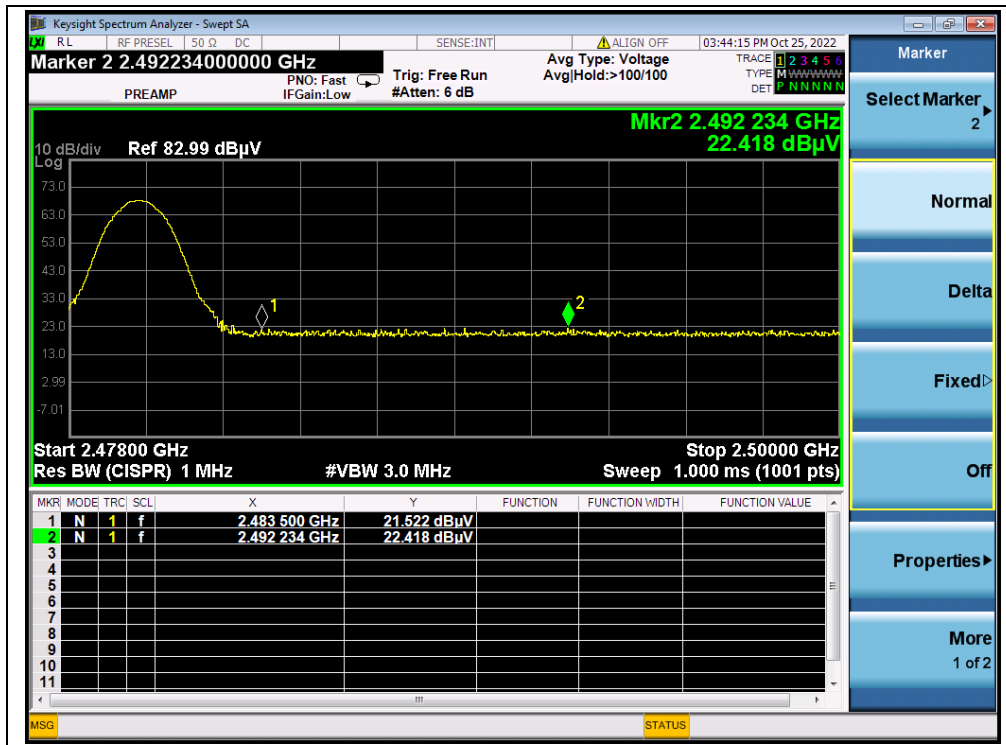 Keysight Spectrum Analyzer - Swept SA
LXI RL RF PRESEL 50 Ω DC SENSE:INT ALIGN OFF 03:44:15 PM Oct 25, 2022
Marker 2 2.492234000000 GHz
PREAMP
PNO: Fast
IFGain:Low
Trig: Free Run
#Atten: 6 dB
Avg Type: Voltage
Avg|Hold:>100/100
TRACE 1 2 3 4 5 6
TYPE M WWWWW
DET P N N N N N
Mkr2 2.492 234 GHz
22.418 dBµV
10 dB/div Ref 82.99 dBµV
Log
73.0
63.0
53.0
43.0
33.0
23.0
13.0
2.99
-7.01
1
2
Start 2.47800 GHz Stop 2.50000 GHz
Res BW (CISPR) 1 MHz #VBW 3.0 MHz Sweep 1.000 ms (1001 pts)
MKR MODE TRC SCL X Y FUNCTION FUNCTION WIDTH FUNCTION VALUE
1 N 1 f 2.483 500 GHz 21.522 dBµV
2 N 1 f 2.492 234 GHz 22.418 dBµV
3
4
5
6
7
8
9
10
11
MSG STATUS
Marker
Select Marker
2
Normal
Delta
Fixed
Off
Properties
More
1 of 2